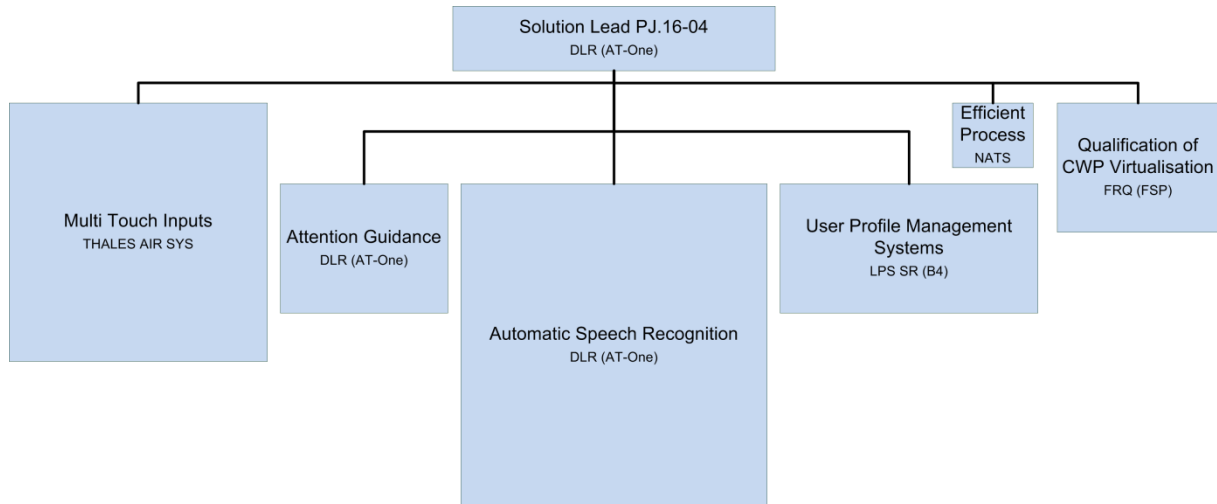 Solution Lead PJ.16-04
DLR (AT-One)
Multi Touch Inputs
THALES AIR SYS
Attention Guidance
DLR (AT-One)
Automatic Speech Recognition
DLR (AT-One)
User Profile Management
Systems
LPS SR (B4)
Efficient
Process
NATS
Qualification of
CWP Virtualisation
FRQ (FSP)